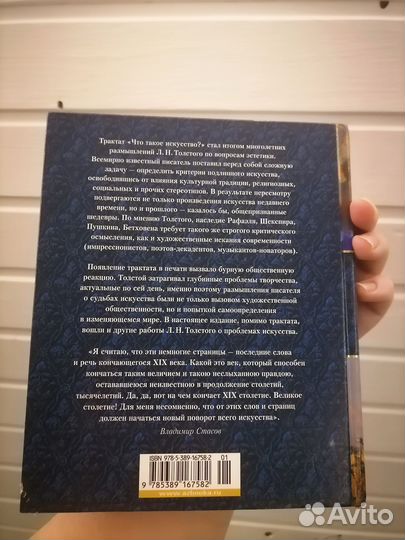 Трактат «Что такое искусство?» стал итогом многолетних
размышлений Л. Н. Толстого по вопросам эстетики.
Всемирно известный писатель поставил перед собой сложную
задачу — определить критерии подлинного искусства,
освободившись от влияния культурной традиции, религиозных,
социальных и прочих стереотипов. В результате пересмотру
подвергаются не только произведения искусства недавнего
времени, но и прошлого — казалось бы, общепризнанные
шедевры. По мнению Толстого, наследие Рафаэля, Шекспира,
Пушкина, Бетховена требует такого же строгого критического
осмысления, как и художественные искания современности
(импрессионистов, поэтов-декадентов, музыкантов-новаторов).
Появление трактата в печати вызвало бурную общественную
реакцию. Толстой затрагивал глубинные проблемы творчества,
актуальные по сей день, именно поэтому размышления писателя
о судьбах искусства были не только вызовом художественной
общественности, но и попыткой самоопределения
в изменяющемся мире. В настоящее издание, помимо трактата,
вошли и другие работы Л. Н. Толстого о проблемах искусства.
«Я считаю, что эти немногие страницы — последние слова
и речь кончающегося XIX века. Какой это век, который способен
кончаться таким величием и такою неслыханною правдою,
остававшеюся неизвестною в продолжение столетий,
тысячелетий. Да, да, вот на чем кончает XIX столетие. Великое
столетие! Для меня несомненно, что от этих слов и страниц
должен начаться новый поворот всего искусства».
Владимир Стасов
ISBN 978-5-389-16758-2
01
9 785389 167582
www.azbooka.ru
Avito